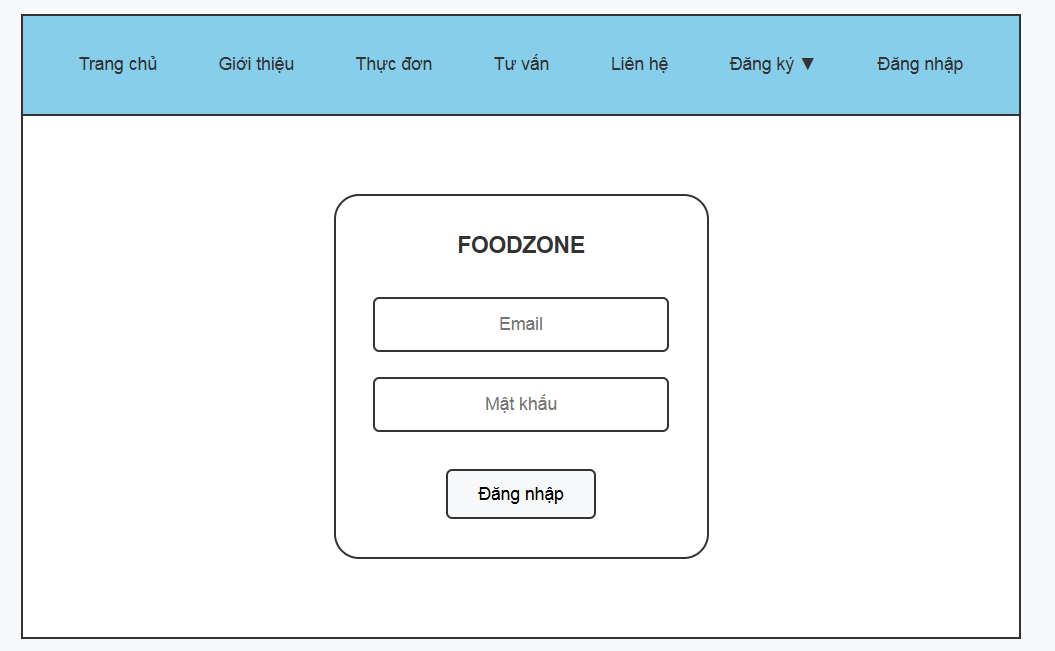 Trang chủ Giới thiệu Thực đơn Tư vấn Liên hệ Đăng ký ▼ Đăng nhập
FOODZONE
Email
Mật khẩu
Đăng nhập